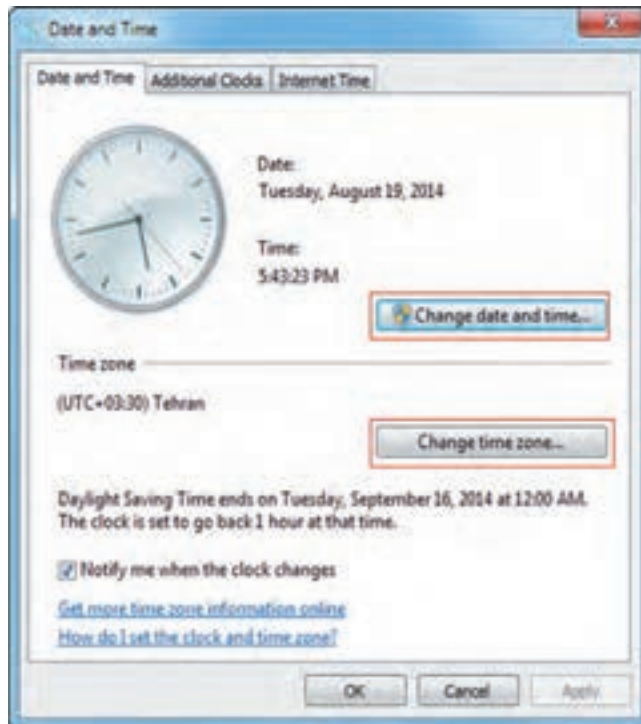 Date and Time
Date and Time
Additional Clocks
Internet Time
Date:
Tuesday, August 19, 2014
Time:
5:43:23 PM
Change date and time...
Time zone
(UTC+03:30) Tehran
Change time zone...
Daylight Saving Time ends on Tuesday, September 16, 2014 at 12:00 AM.
The clock is set to go back 1 hour at that time.
Notify me when the clock changes
Get more time zone information online
How do I set the clock and time zone?
OK
Cancel
Apply